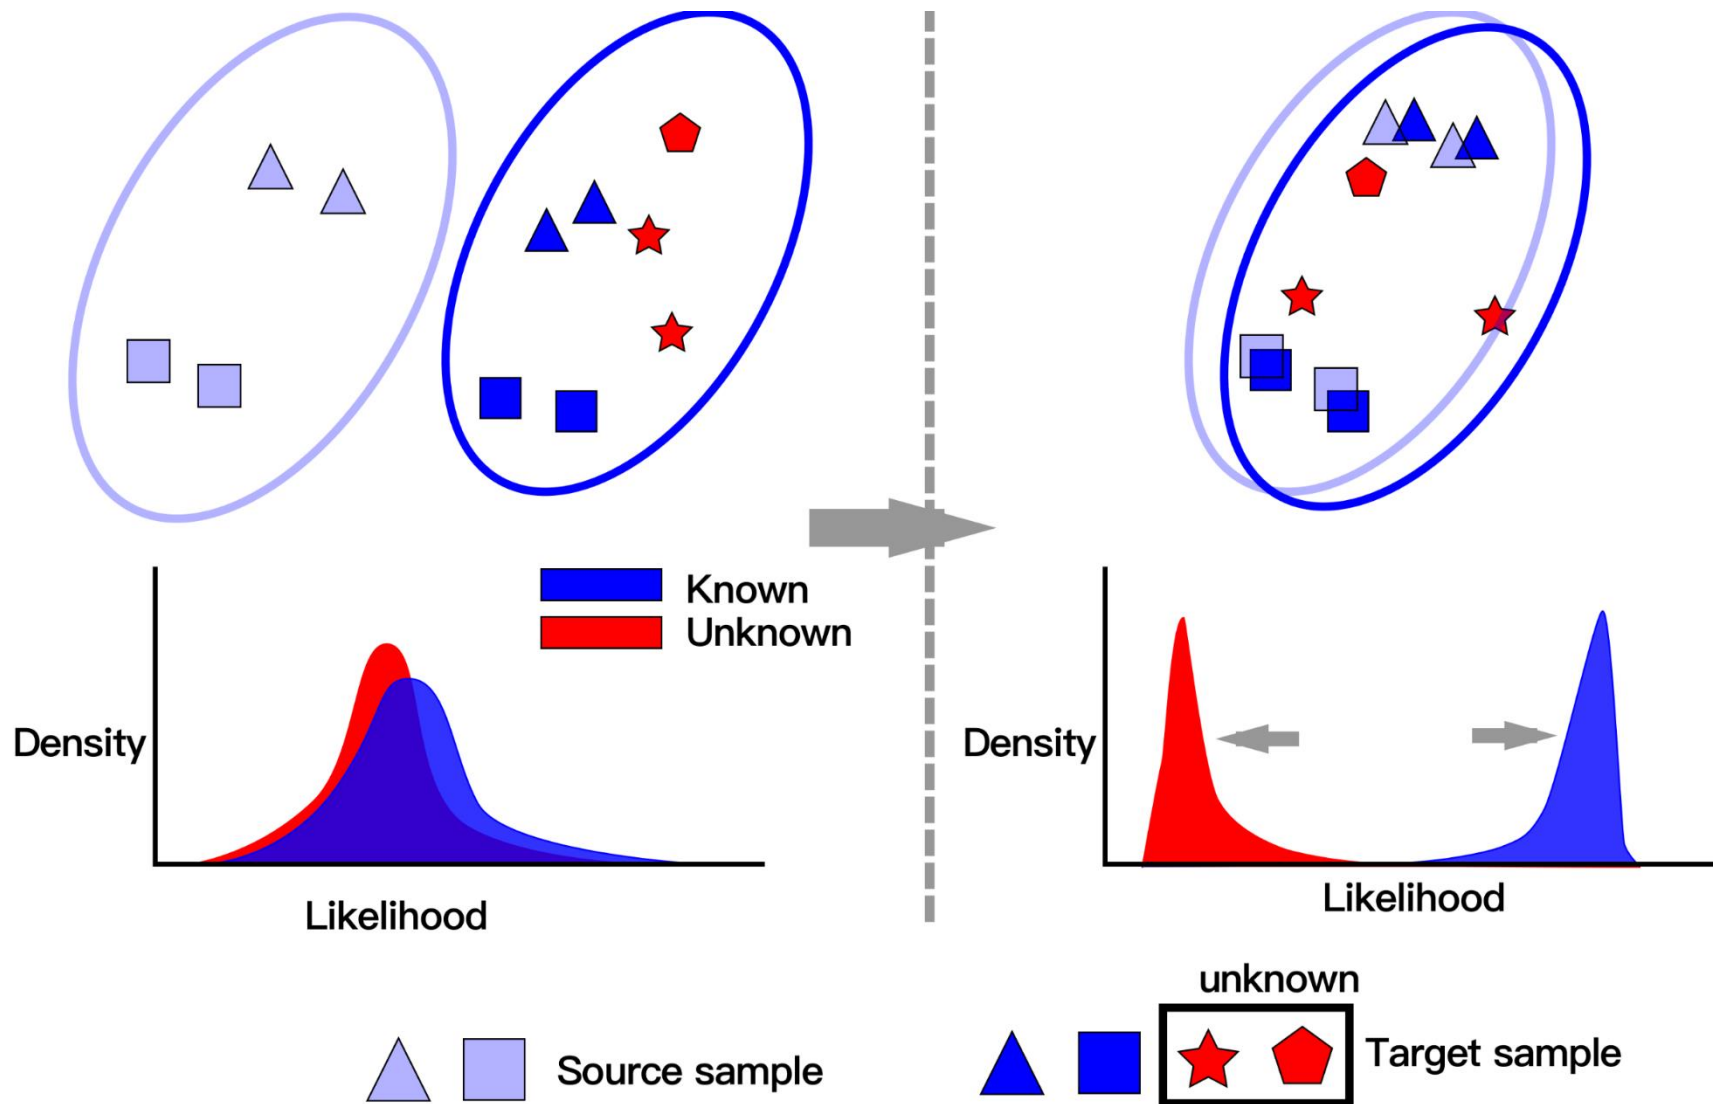 Known
Unknown
Density
Likelihood
Density
Likelihood
unknown
Source sample
Target sample